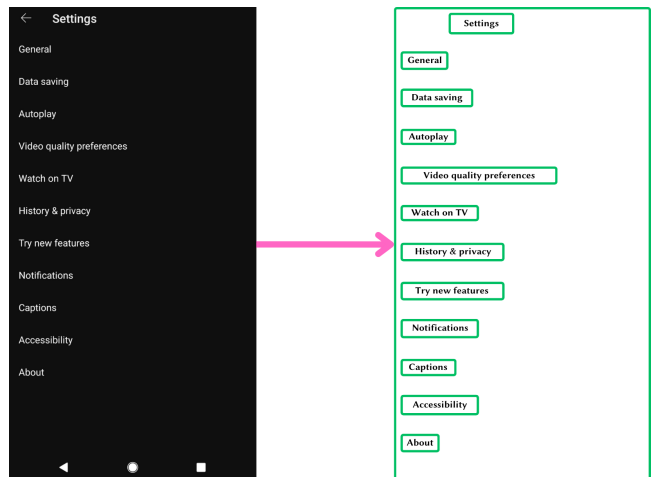 Settings
General
Data saving
Autoplay
Video quality preferences
Watch on TV
History & privacy
Try new features
Notifications
Captions
Accessibility
About
Settings
General
Data saving
Autoplay
Video quality preferences
Watch on TV
History & privacy
Try new features
Notifications
Captions
Accessibility
About